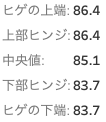 ヒゲの上端: 86.4
上部ヒンジ: 86.4
中央値: 85.1
下部ヒンジ: 83.7
ヒゲの下端: 83.7